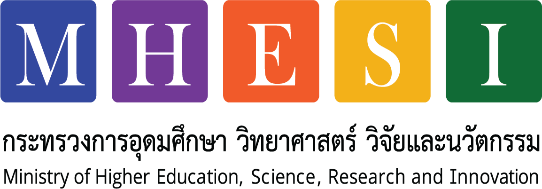 MHESI
กระทรวงการอุดมศึกษา วิทยาศาสตร์ วิจัยและนวัตกรรม
Ministry of Higher Education, Science, Research and Innovation